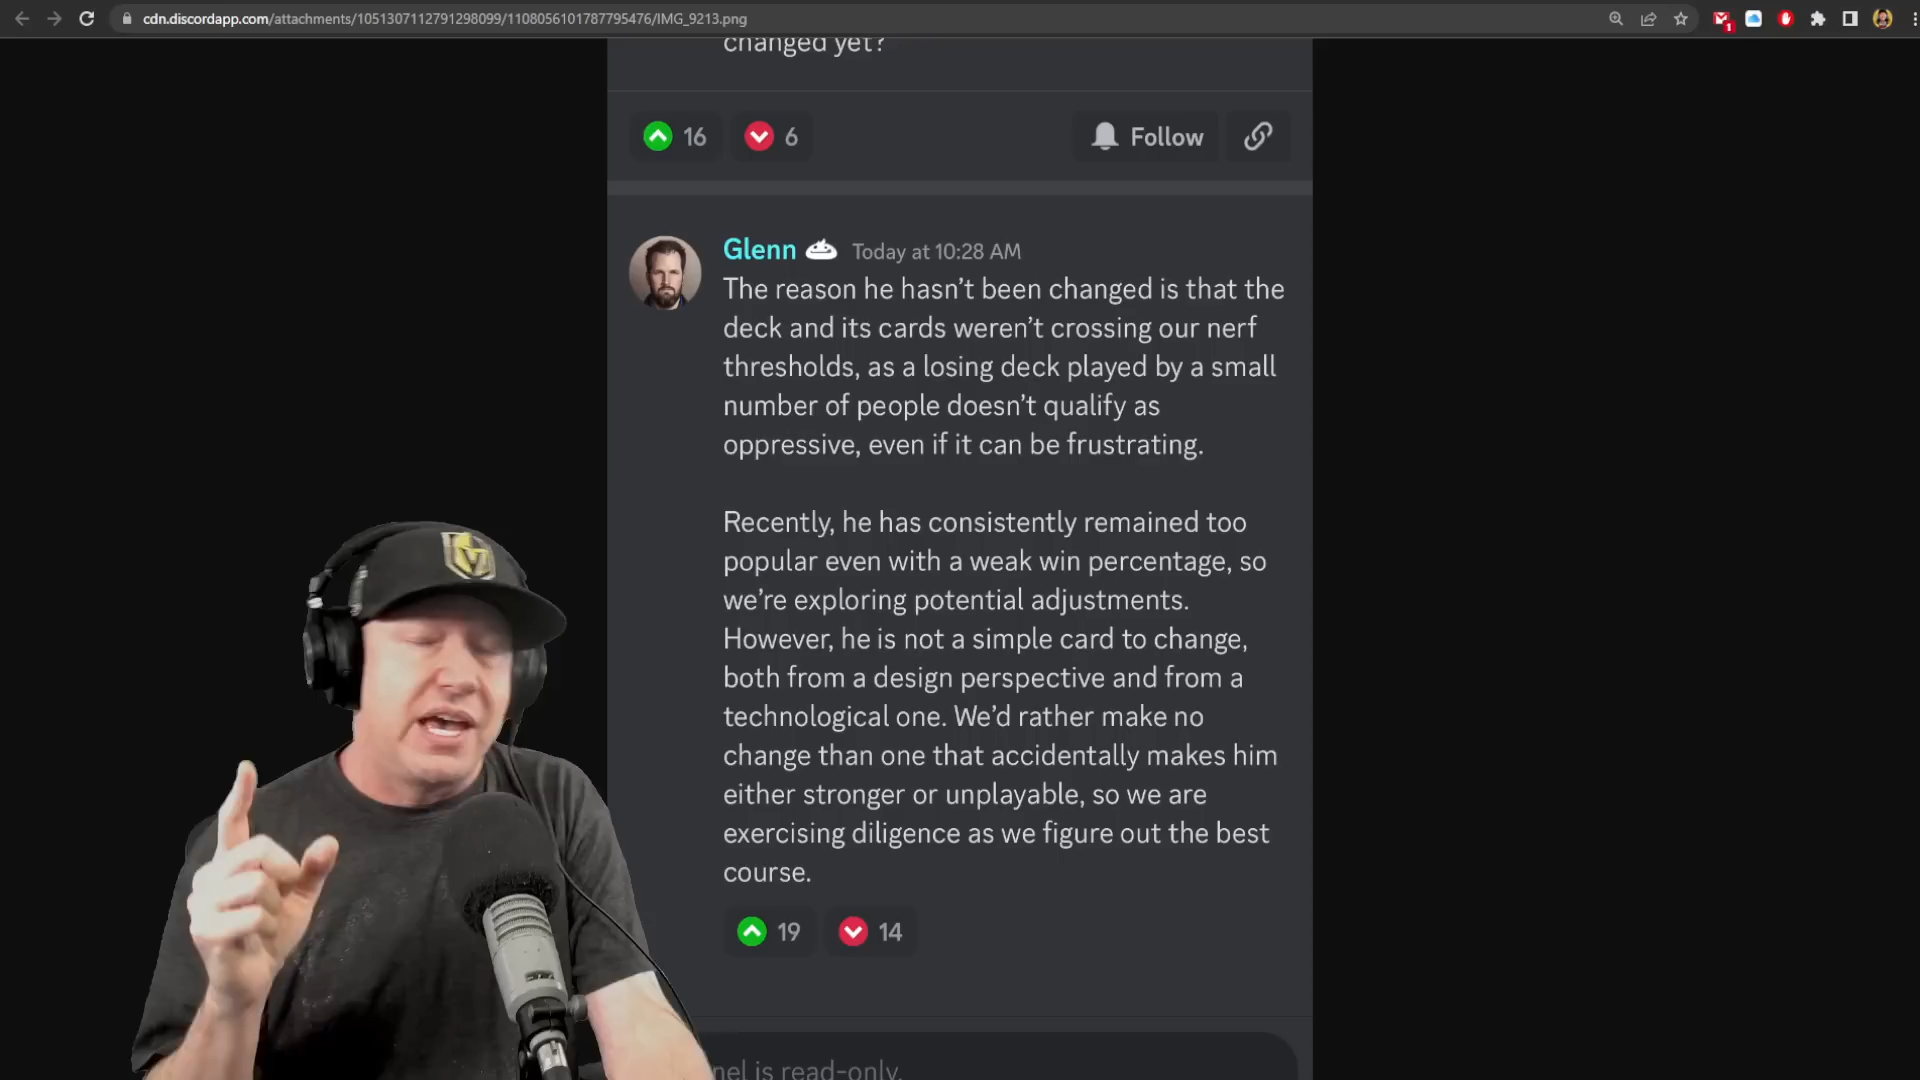 cdn.discordapp.com/attachments/1051307112791298099/1108056101787795476/IMG_9213.png
1
changed yet?
16 6 Follow
Glenn Today at 10:28 AM
The reason he hasn't been changed is that the
deck and its cards weren't crossing our nerf
thresholds, as a losing deck played by a small
number of people doesn't qualify as
oppressive, even if it can be frustrating.
Recently, he has consistently remained too
popular even with a weak win percentage, so
we're exploring potential adjustments.
However, he is not a simple card to change,
both from a design perspective and from a
technological one. We'd rather make no
change than one that accidentally makes him
either stronger or unplayable, so we are
exercising diligence as we figure out the best
course.
19 14
nel is read-only.